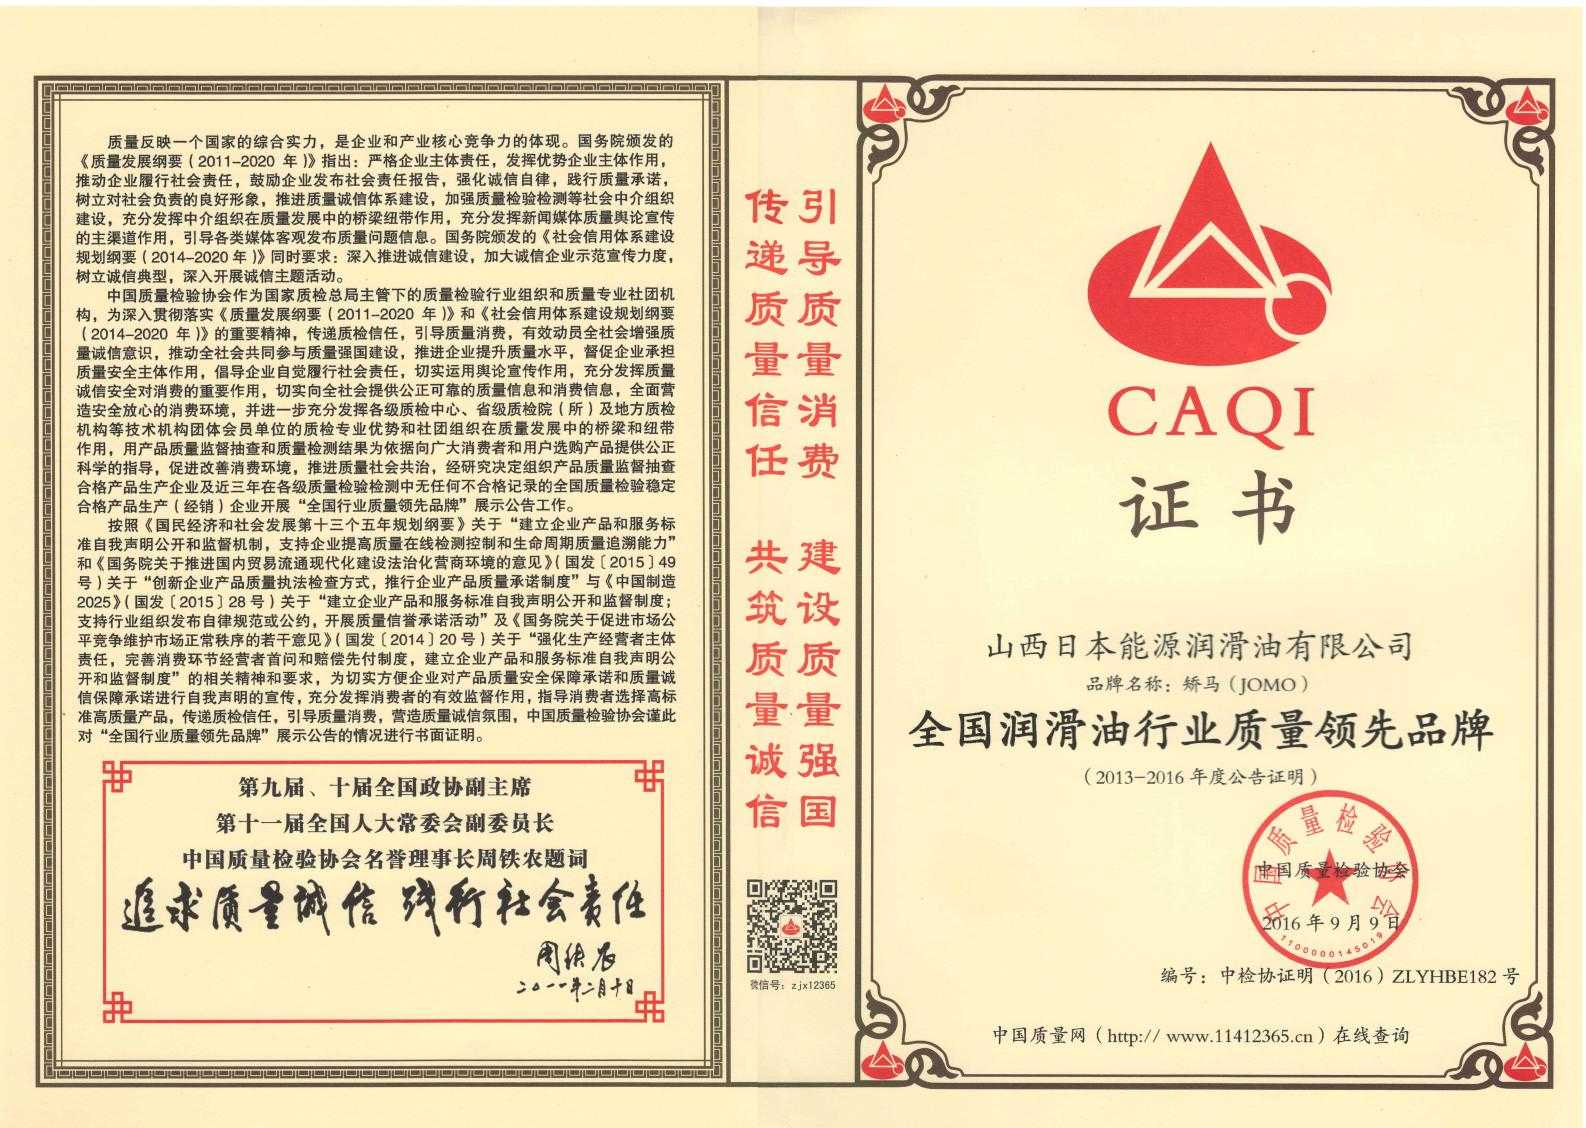 质量反映一个国家的综合实力，是企业和产业核心竞争力的体现。国务院颁发的
《质量发展纲要（2011-2020 年）》指出：严格企业主体责任，发挥优势企业主体作用，
推动企业履行社会责任，鼓励企业发布社会责任报告，强化诚信自律，践行质量承诺，
树立对社会负责的良好形象，推进质量诚信体系建设，加强质量检验检测等社会中介组织
建设，充分发挥中介组织在质量发展中的桥梁纽带作用，充分发挥新闻媒体质量舆论宣传
的主渠道作用，引导各类媒体客观发布质量问题信息。国务院颁发的《社会信用体系建设
规划纲要（2014-2020 年）》同时要求：深入推进诚信建设，加大诚信企业示范宣传力度，
树立诚信典型，深入开展诚信主题活动。
中国质量检验协会作为国家质检总局主管下的质量检验行业组织和质量专业社团机
构，为深入贯彻落实《质量发展纲要（2011-2020 年）》和《社会信用体系建设规划纲要
（2014-2020 年）》的重要精神，传递质检信任，引导质量消费，有效动员全社会增强质
量诚信意识，推动全社会共同参与质量强国建设，推进企业提升质量水平，督促企业承担
质量安全主体作用，倡导企业自觉履行社会责任，切实运用舆论宣传作用，充分发挥质量
诚信安全对消费的重要作用，切实向全社会提供公正可靠的质量信息和消费信息，全面营
造安全放心的消费环境，并进一步充分发挥各级质检中心、省级质检院（所）及地方质检
机构等技术机构团体会员单位的质检专业优势和社团组织在质量发展中的桥梁和纽带
作用，用产品质量监督抽查和质量检测结果为依据向广大消费者和用户选购产品提供公正
科学的指导，促进改善消费环境，推进质量社会共治，经研究决定组织产品质量监督抽查
合格产品生产企业及近三年在各级质量检验检测中无任何不合格记录的全国质量检验稳定
合格产品生产（经销）企业开展“全国行业质量领先品牌”展示公告工作。
按照《国民经济和社会发展第十三个五年规划纲要》关于“建立企业产品和服务标
准自我声明公开和监督机制，支持企业提高质量在线检测控制和生命周期质量追溯能力”
和《国务院关于推进国内贸易流通现代化建设法治化营商环境的意见》（国发〔2015〕49
号）关于“创新企业产品质量执法检查方式，推行企业产品质量承诺制度”与《中国制造
2025》（国发〔2015〕28 号）关于“建立企业产品和服务标准自我声明公开和监督制度；
支持行业组织发布自律规范或公约，开展质量信誉承诺活动”及《国务院关于促进市场公
平竞争维护市场正常秩序的若干意见》（国发〔2014〕20 号）关于“强化生产经营者主体
责任，完善消费环节经营者首问和赔偿先付制度，建立企业产品和服务标准自我声明公
开和监督制度”的相关精神和要求，为切实方便企业对产品质量安全保障承诺和质量诚
信保障承诺进行自我声明的宣传，充分发挥消费者的有效监督作用，指导消费者选择高标
准高质量产品，传递质检信任，引导质量消费，营造质量诚信氛围，中国质量检验协会谨此
对“全国行业质量领先品牌”展示公告的情况进行书面证明。
第九届、十届全国政协副主席
第十一届全国人大常委会副委员长
中国质量检验协会名誉理事长周铁农题词
追求质量诚信 践行社会责任
周铁农
二〇一一年二月十日
引导质量消费 建设质量强国
传递质量信任 共筑质量诚信
微信号：zjx12365
CAQI
证书
山西日本能源润滑油有限公司
品牌名称：矫马（JOMO）
全国润滑油行业质量领先品牌
（2013-2016 年度公告证明）
中国质量检验协会
中国质量检验协会
2016 年 9 月 9 日
1100000145019
编号：中检协证明（2016）ZLYHBE182 号
中国质量网（http:// www.11412365.cn）在线查询